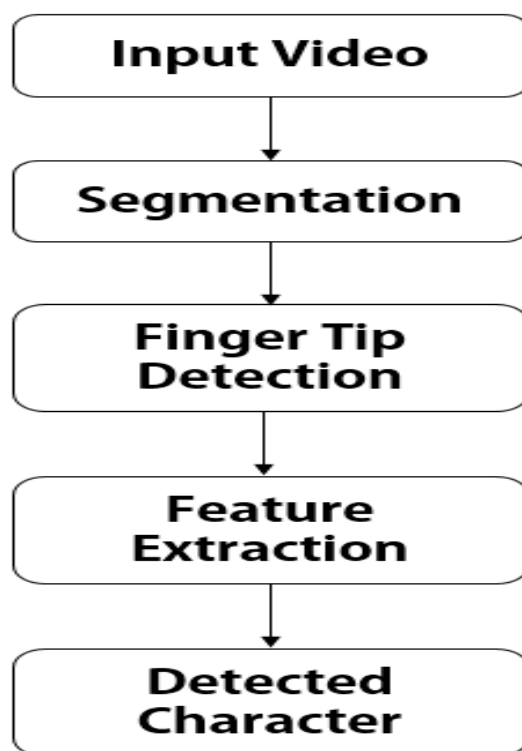 Input Video
Segmentation
Finger Tip
Detection
Feature
Extraction
Detected
Character